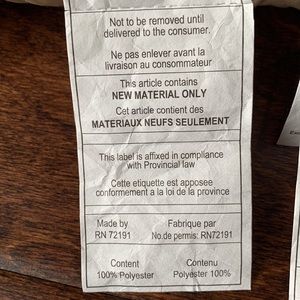 Not to be removed until
delivered to the consumer.
Ne pas enlever avant la
livraison au consommateur
This article contains
NEW MATERIAL ONLY
Cet article contient des
MATERIAUX NEUFS SEULEMENT
This label is affixed in compliance
with Provincial law
Cette etiquette est apposee
conformement a la loi de la province
Made by
RN 72191
Fabrique par
No.de permis: RN72191
Content
100% Polyester
Contenu
Polyester 100%